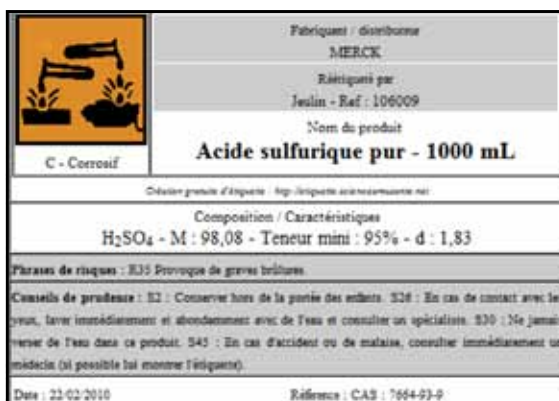 Fabriquant / distributeur
MERCK
Réétiqueté par
Jeulin - Ref : 106009
Nom du produit
Acide sulfurique pur - 1000 mL
C - Corrosif
Création gratuite d'étiquette : http://etiquette.scienceamusante.net
Composition / Caractéristiques
H₂SO₄ - M : 98,08 - Teneur mini : 95% - d : 1,83
Phrases de risques : R35 Provoque de graves brûlures.
Conseils de prudence : S2 : Conserver hors de la portée des enfants. S26 : En cas de contact avec les
yeux, laver immédiatement et abondamment avec de l'eau et consulter un spécialiste. S30 : Ne jamais
verser de l'eau dans ce produit. S45 : En cas d'accident ou de malaise, consulter immédiatement un
médecin (si possible lui montrer l'étiquette).
Date : 22/02/2010
Référence : CAS : 7664-93-9